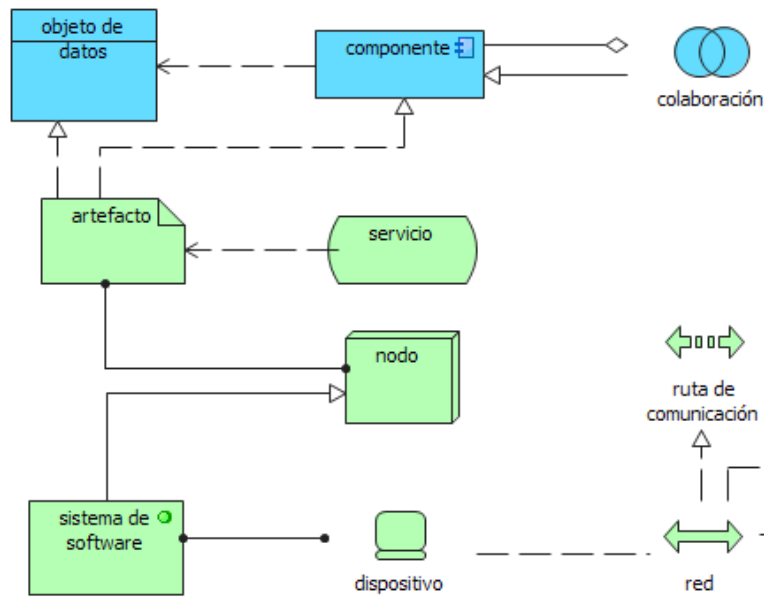 objeto de
datos
componente
colaboración
artefacto
servicio
nodo
ruta de
comunicación
sistema de
software
dispositivo
red